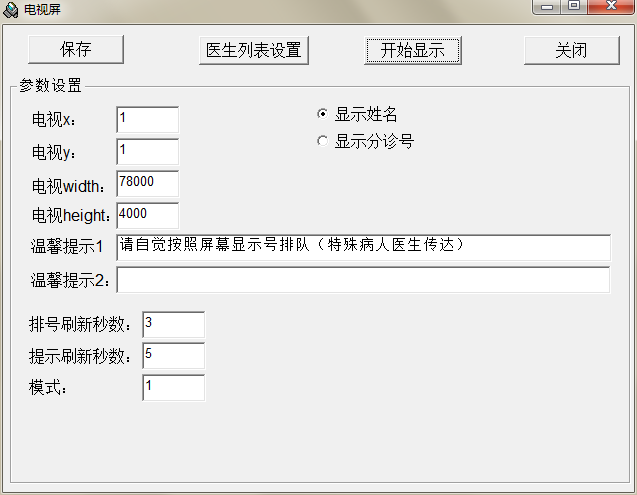 电视屏
保存 医生列表设置 开始显示 关闭
参数设置
电视x： 1 显示姓名
电视y： 1 显示分诊号
电视width： 78000
电视height： 4000
温馨提示1 请自觉按照屏幕显示号排队（特殊病人医生传达）
温馨提示2：
排号刷新秒数： 3
提示刷新秒数： 5
模式： 1